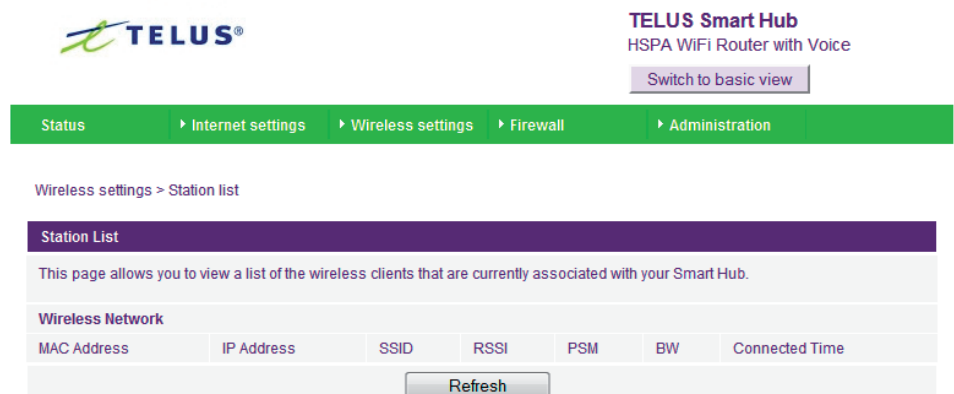 TELUS®
TELUS Smart Hub
HSPA WiFi Router with Voice
Switch to basic view
Status Internet settings Wireless settings Firewall Administration
Wireless settings > Station list
Station List
This page allows you to view a list of the wireless clients that are currently associated with your Smart Hub.
Wireless Network
MAC Address IP Address SSID RSSI PSM BW Connected Time
Refresh